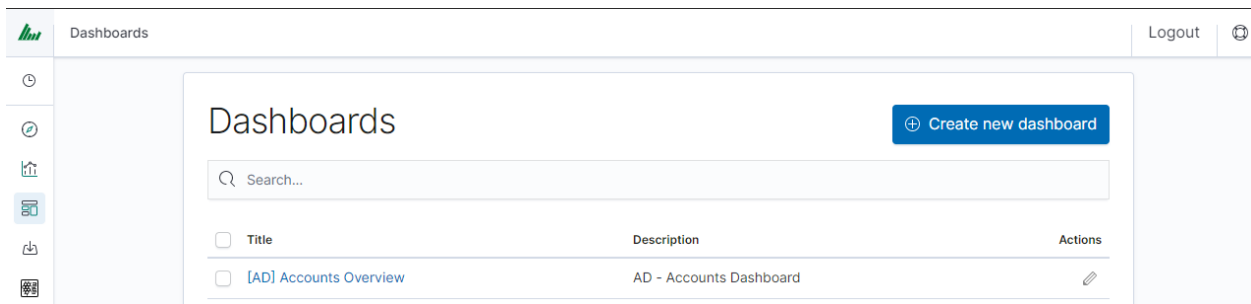 Dashboards Logout
Dashboards
Create new dashboard
Search...
Title Description Actions
[AD] Accounts Overview AD - Accounts Dashboard